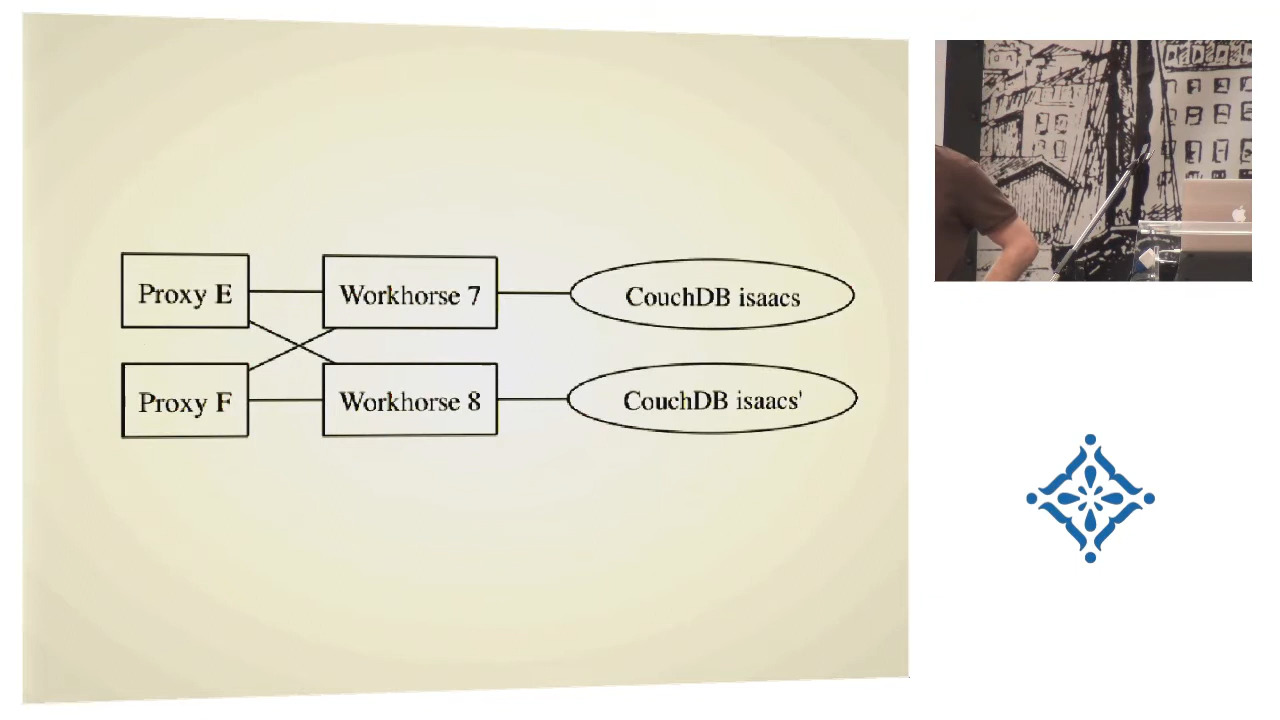 Proxy E
Workhorse 7
CouchDB isaacs
Proxy F
Workhorse 8
CouchDB isaacs'